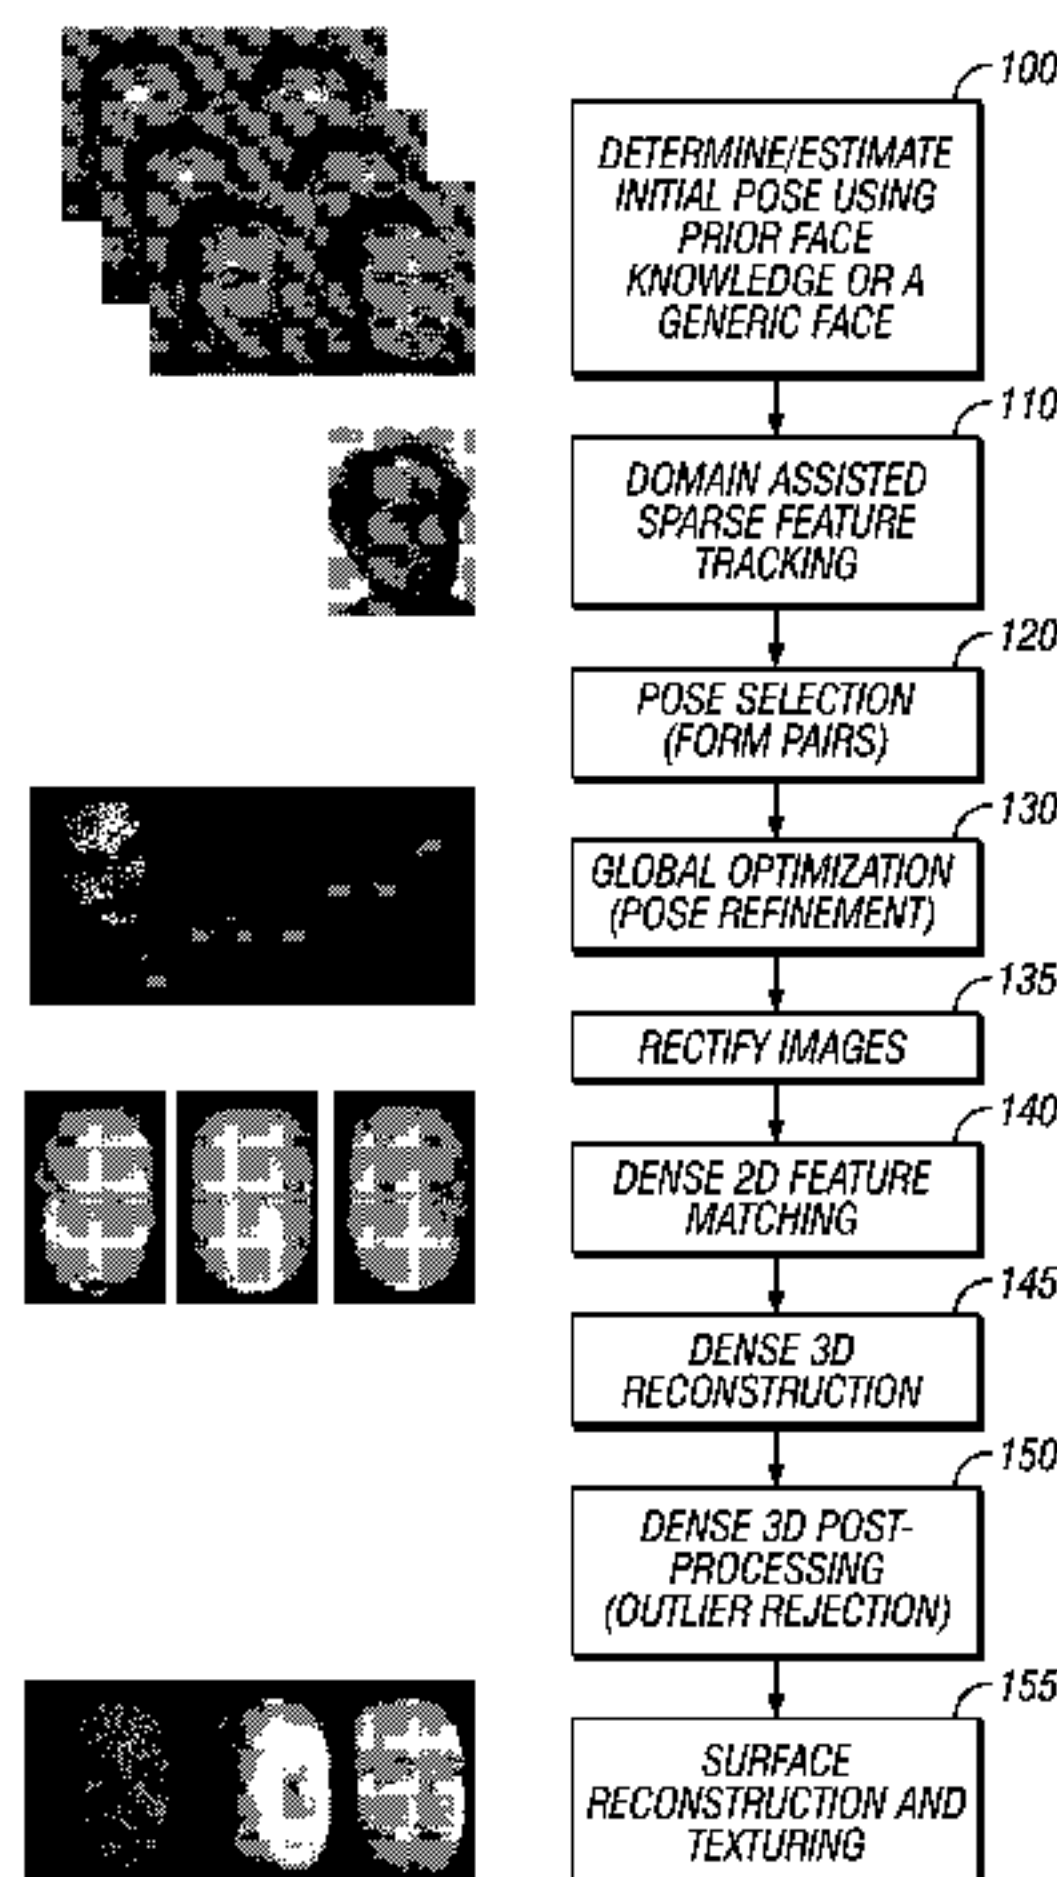 100
DETERMINE/ESTIMATE
INITIAL POSE USING
PRIOR FACE
KNOWLEDGE OR A
GENERIC FACE
110
DOMAIN ASSISTED
SPARSE FEATURE
TRACKING
120
POSE SELECTION
(FORM PAIRS)
130
GLOBAL OPTIMIZATION
(POSE REFINEMENT)
135
RECTIFY IMAGES
140
DENSE 2D FEATURE
MATCHING
145
DENSE 3D
RECONSTRUCTION
150
DENSE 3D POST-
PROCESSING
(OUTLIER REJECTION)
155
SURFACE
RECONSTRUCTION AND
TEXTURING